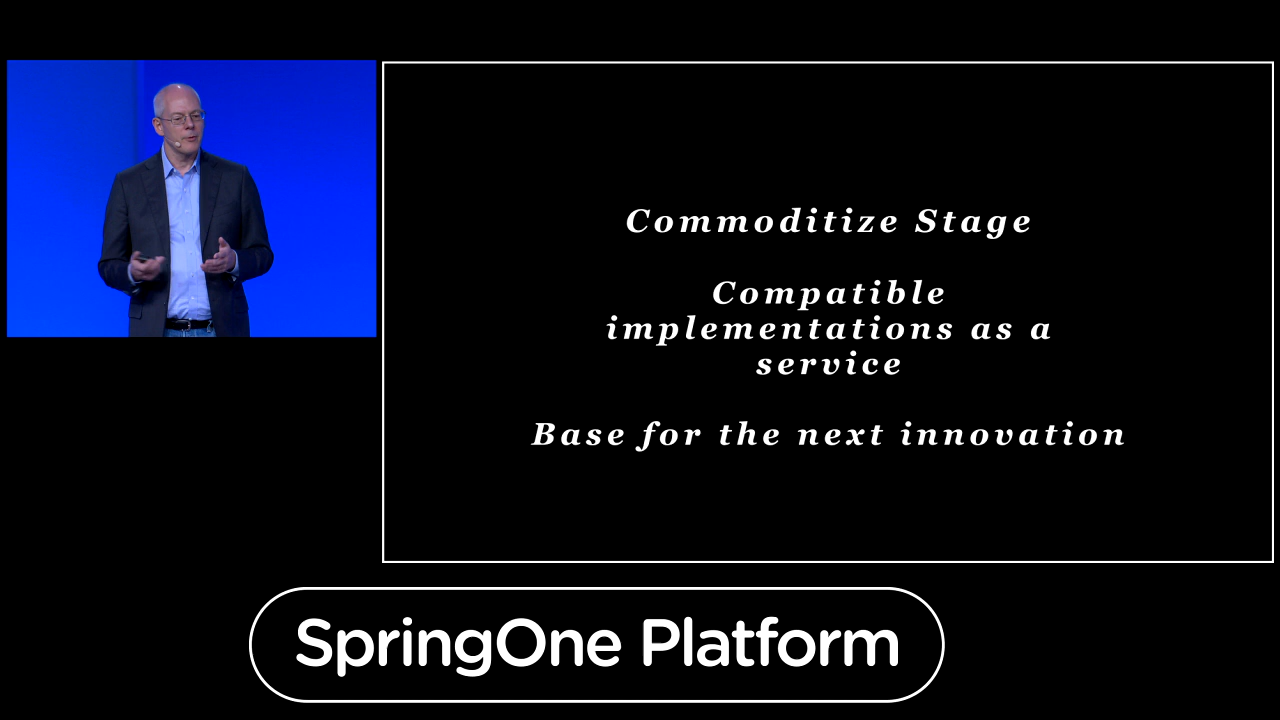 Commoditize Stage
Compatible
implementations as a
service
Base for the next innovation
SpringOne Platform